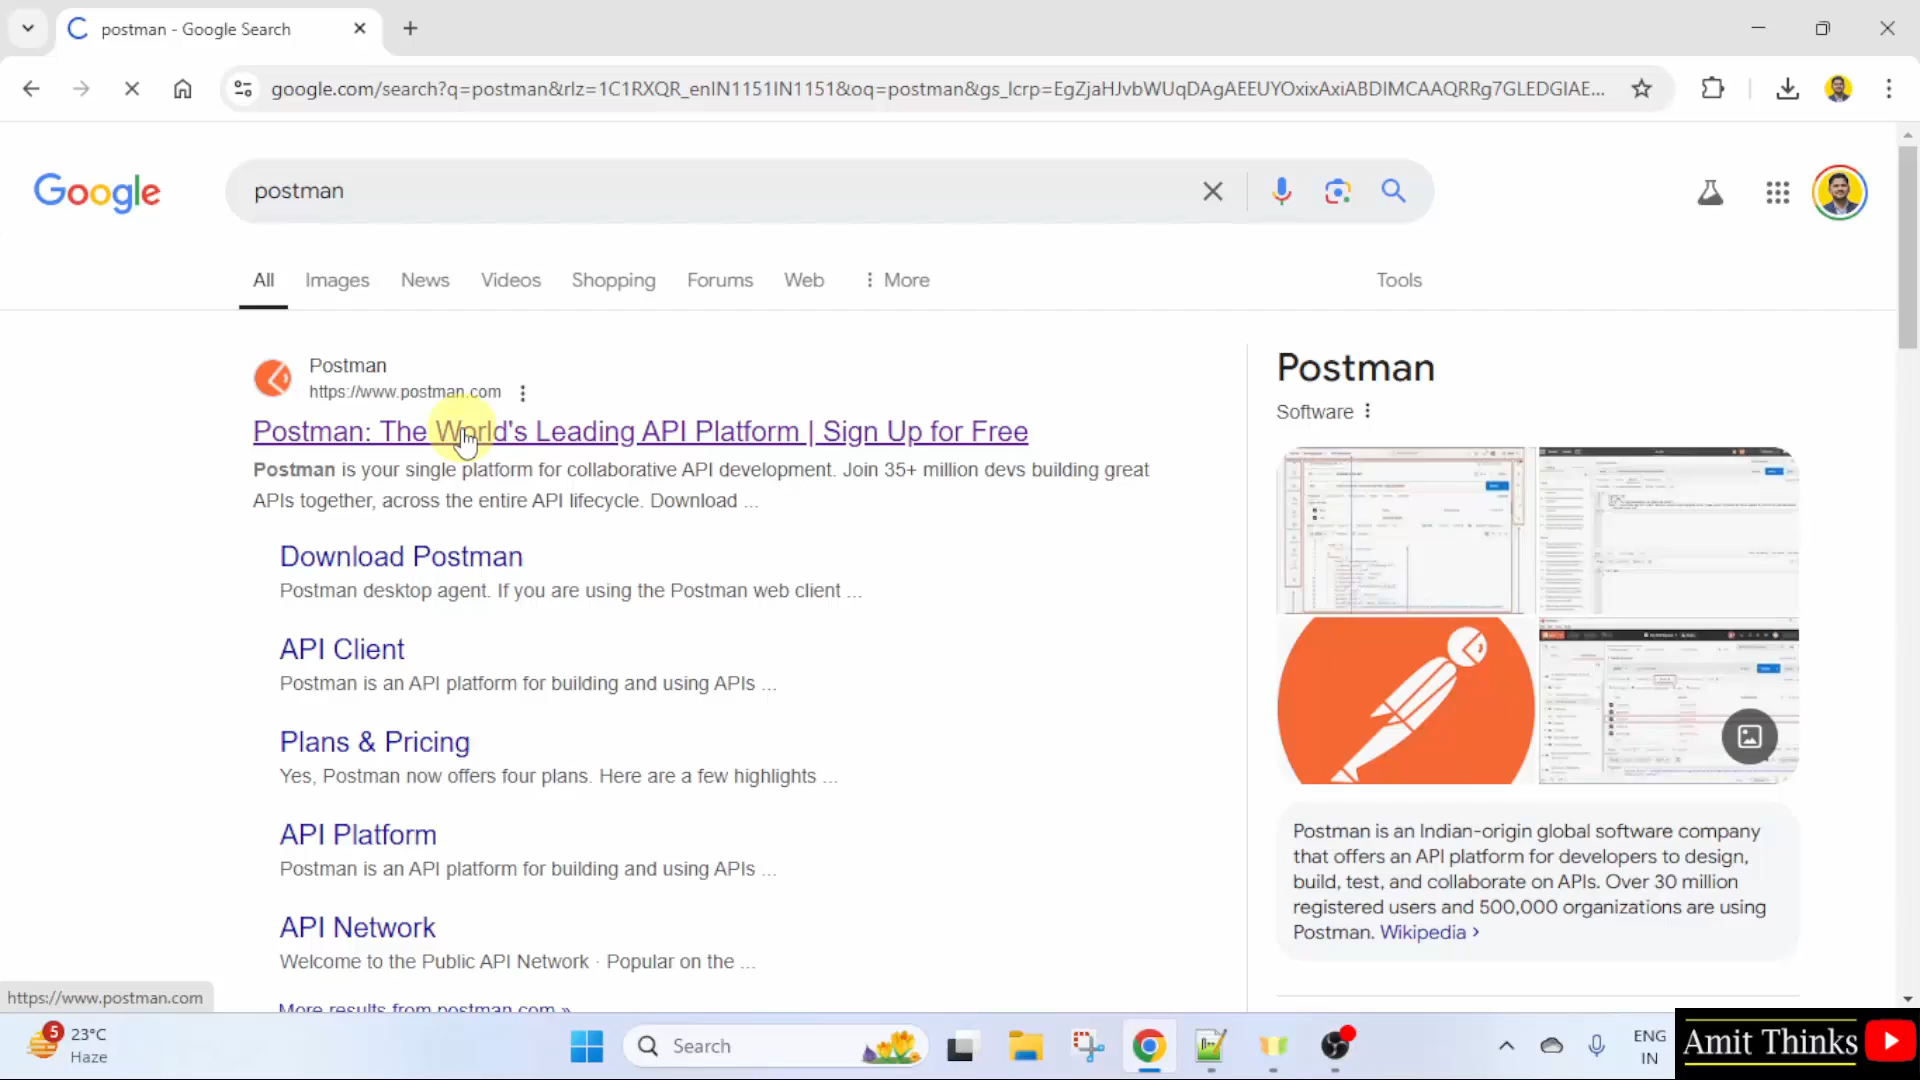 postman - Google Search
google.com/search?q=postman&rlz=1C1RXQR_enIN1151IN1151&oq=postman&gs_lcrp=EgZjaHJvbWUqDAgAEEUYOxixAxiABDIMCAAQRRg7GLEDGIAE...
Google
postman
All Images News Videos Shopping Forums Web More Tools
Postman
https://www.postman.com
Postman: The World's Leading API Platform | Sign Up for Free
Postman is your single platform for collaborative API development. Join 35+ million devs building great
APIs together, across the entire API lifecycle. Download ...
Download Postman
Postman desktop agent. If you are using the Postman web client ...
API Client
Postman is an API platform for building and using APIs ...
Plans & Pricing
Yes, Postman now offers four plans. Here are a few highlights ...
API Platform
Postman is an API platform for building and using APIs ...
API Network
Welcome to the Public API Network · Popular on the ...
More results from postman.com »
Postman
Software
Postman is an Indian-origin global software company
that offers an API platform for developers to design,
build, test, and collaborate on APIs. Over 30 million
registered users and 500,000 organizations are using
Postman. Wikipedia ›
https://www.postman.com
5
23°C
Haze
Search
ENG
IN
Amit Thinks